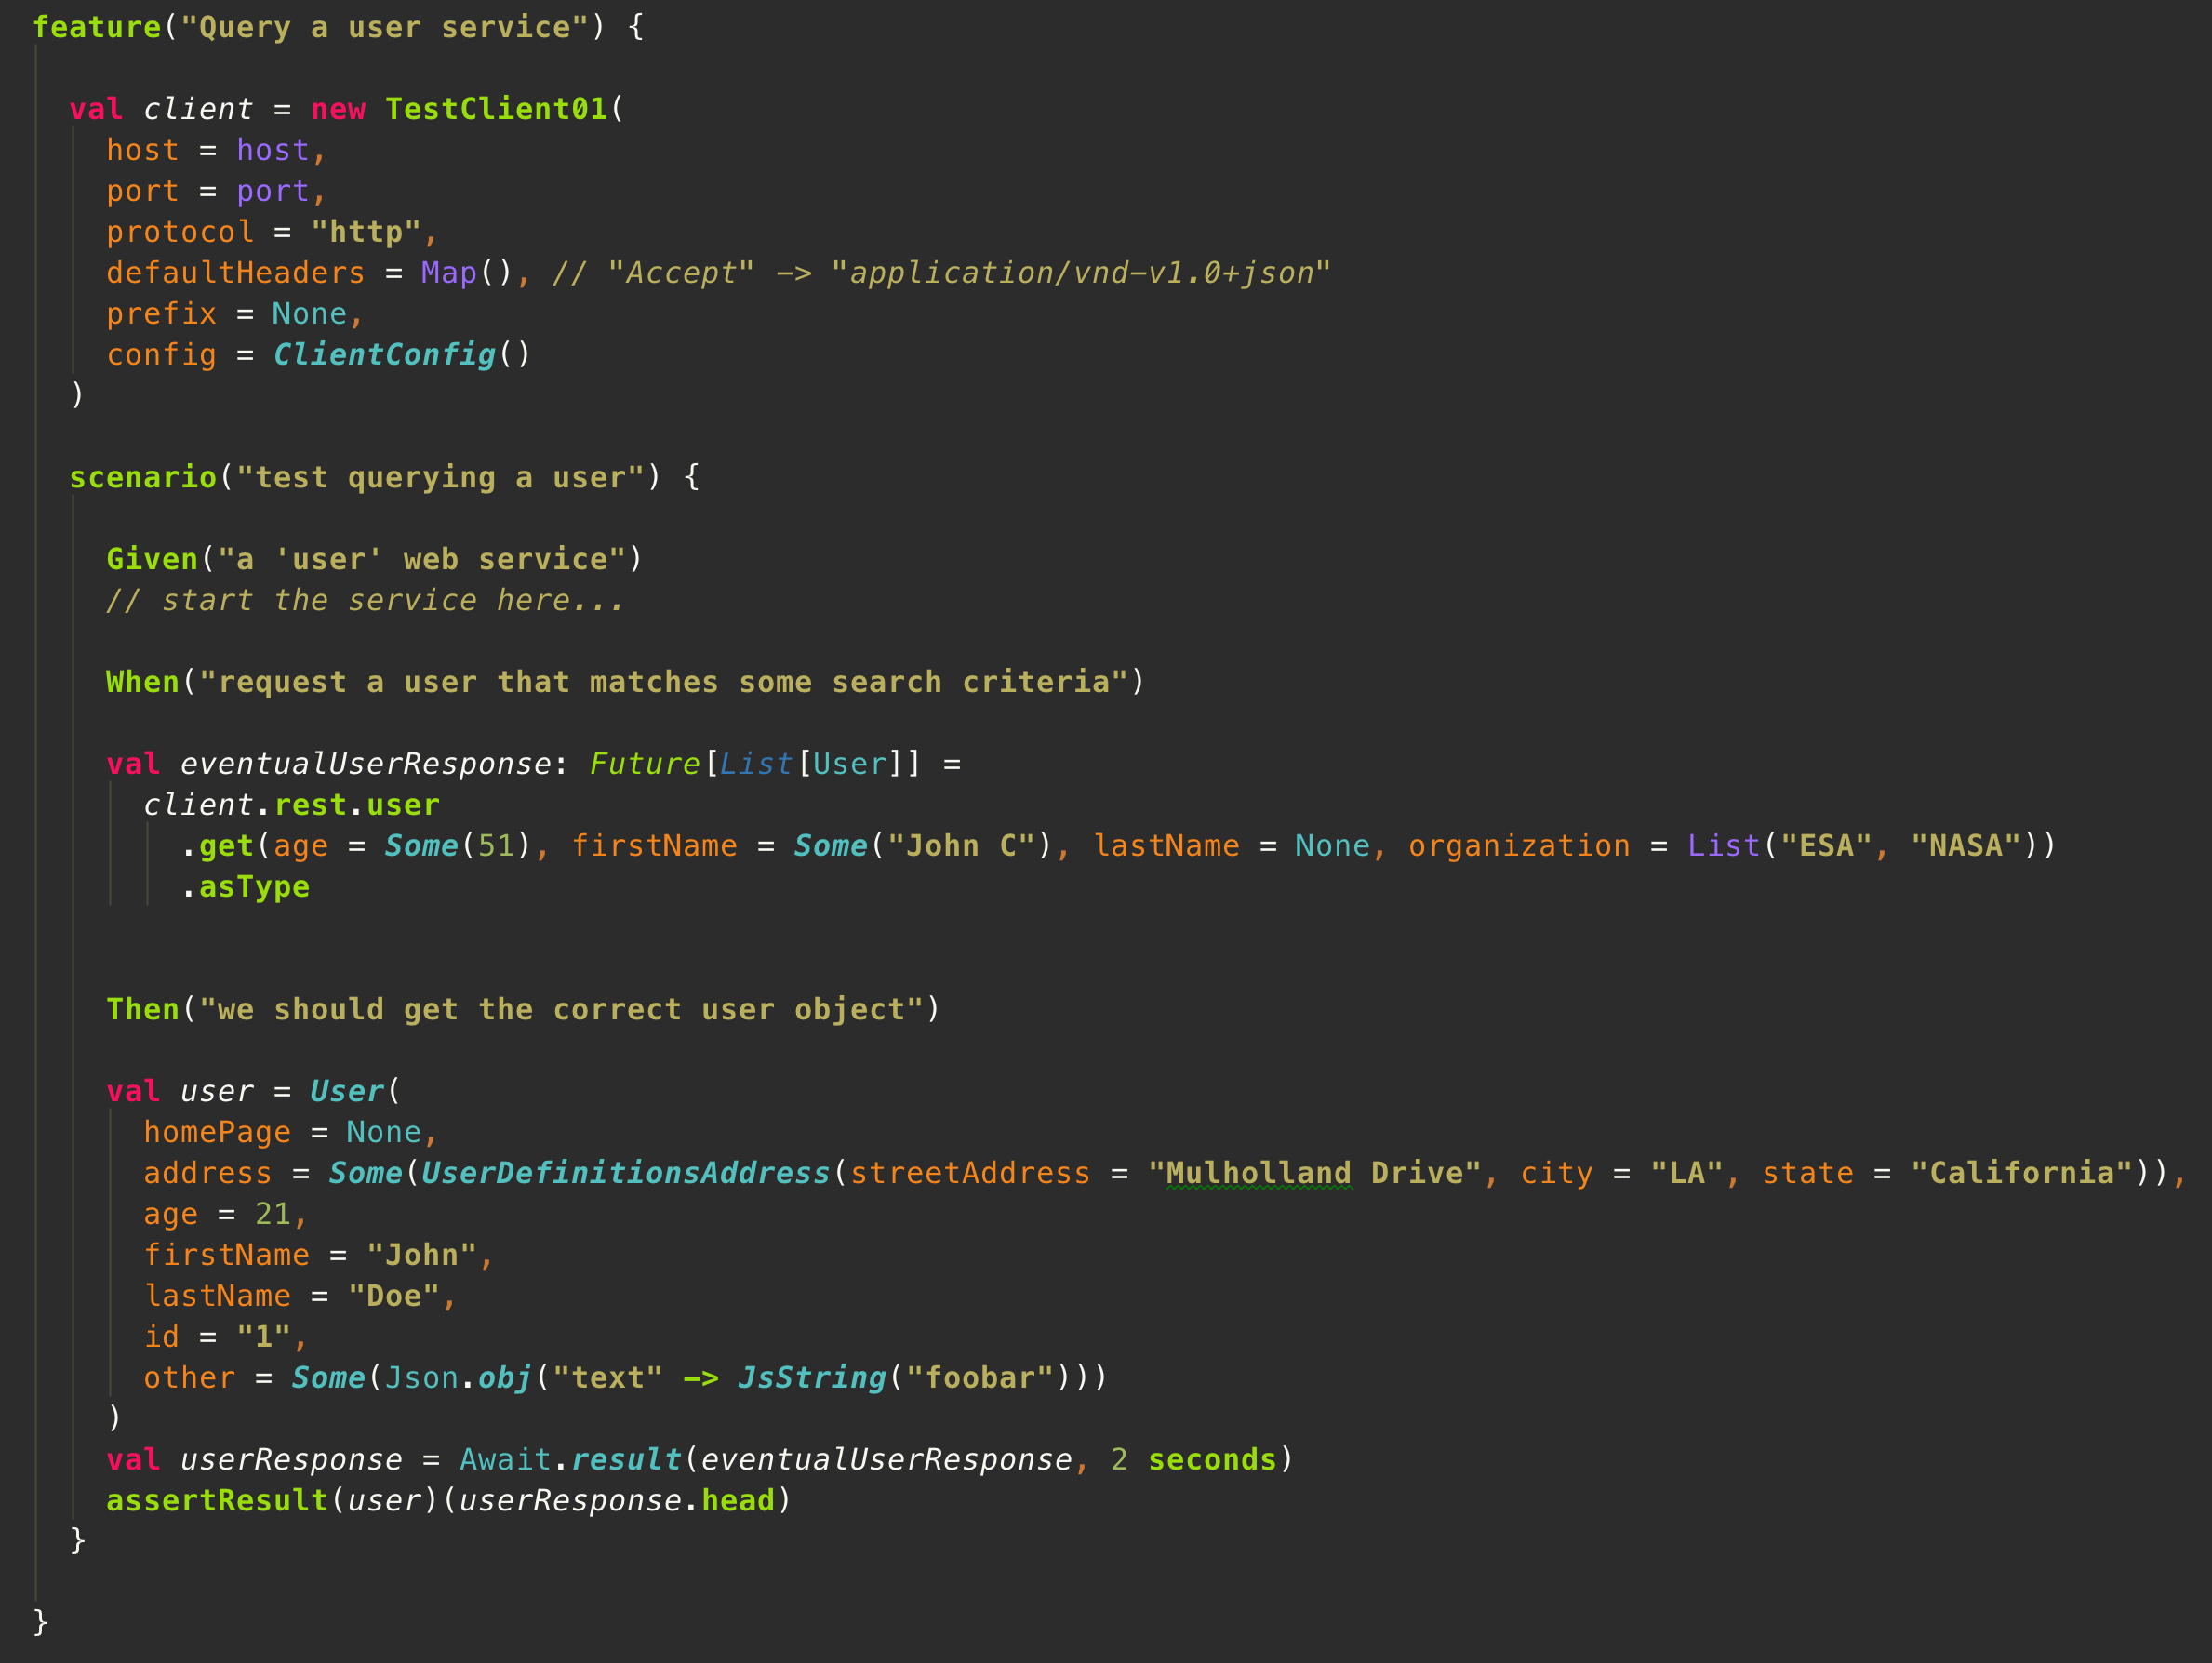 feature("Query a user service") {
val client = new TestClient01(
host = host,
port = port,
protocol = "http",
defaultHeaders = Map(), // "Accept" -> "application/vnd-v1.0+json"
prefix = None,
config = ClientConfig()
)
scenario("test querying a user") {
Given("a 'user' web service")
// start the service here...
When("request a user that matches some search criteria")
val eventualUserResponse: Future[List[User]] =
client.rest.user
.get(age = Some(51), firstName = Some("John C"), lastName = None, organization = List("ESA", "NASA"))
.asType
Then("we should get the correct user object")
val user = User(
homePage = None,
address = Some(UserDefinitionsAddress(streetAddress = "Mulholland Drive", city = "LA", state = "California")),
age = 21,
firstName = "John",
lastName = "Doe",
id = "1",
other = Some(Json.obj("text" -> JsString("foobar")))
)
val userResponse = Await.result(eventualUserResponse, 2 seconds)
assertResult(user)(userResponse.head)
}
}